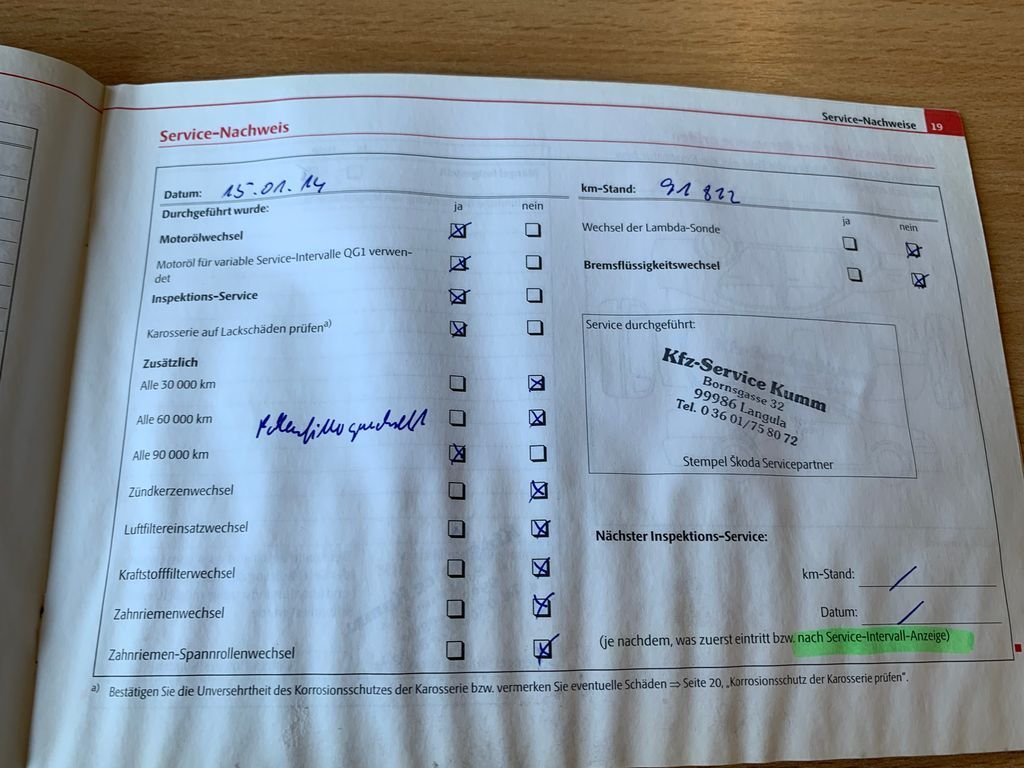 Service-Nachweise 19
Service-Nachweis
Datum: 15.01.14
Durchgeführt wurde: ja nein
Motorölwechsel
Motoröl für variable Service-Intervalle QG1 verwen-
det
Inspektions-Service
Karosserie auf Lackschäden prüfen a)
Zusätzlich
Alle 30 000 km
Alle 60 000 km
Alle 90 000 km
Zündkerzenwechsel
Luftfiltereinsatzwechsel
Kraftstofffilterwechsel
Zahnriemenwechsel
Zahnriemen-Spannrollenwechsel
km-Stand: 91 822
ja nein
Wechsel der Lambda-Sonde
Bremsflüssigkeitswechsel
Service durchgeführt:
Kfz-Service Kumm
Bornsgasse 32
99986 Langula
Tel. 0 36 01/75 80 72
Stempel Škoda Servicepartner
Nächster Inspektions-Service:
km-Stand: /
Datum: /
(je nachdem, was zuerst eintritt bzw. nach Service-Intervall-Anzeige)
a) Bestätigen Sie die Unversehrtheit des Korrosionsschutzes der Karosserie bzw. vermerken Sie eventuelle Schäden ⇒ Seite 20, „Korrosionsschutz der Karosserie prüfen".